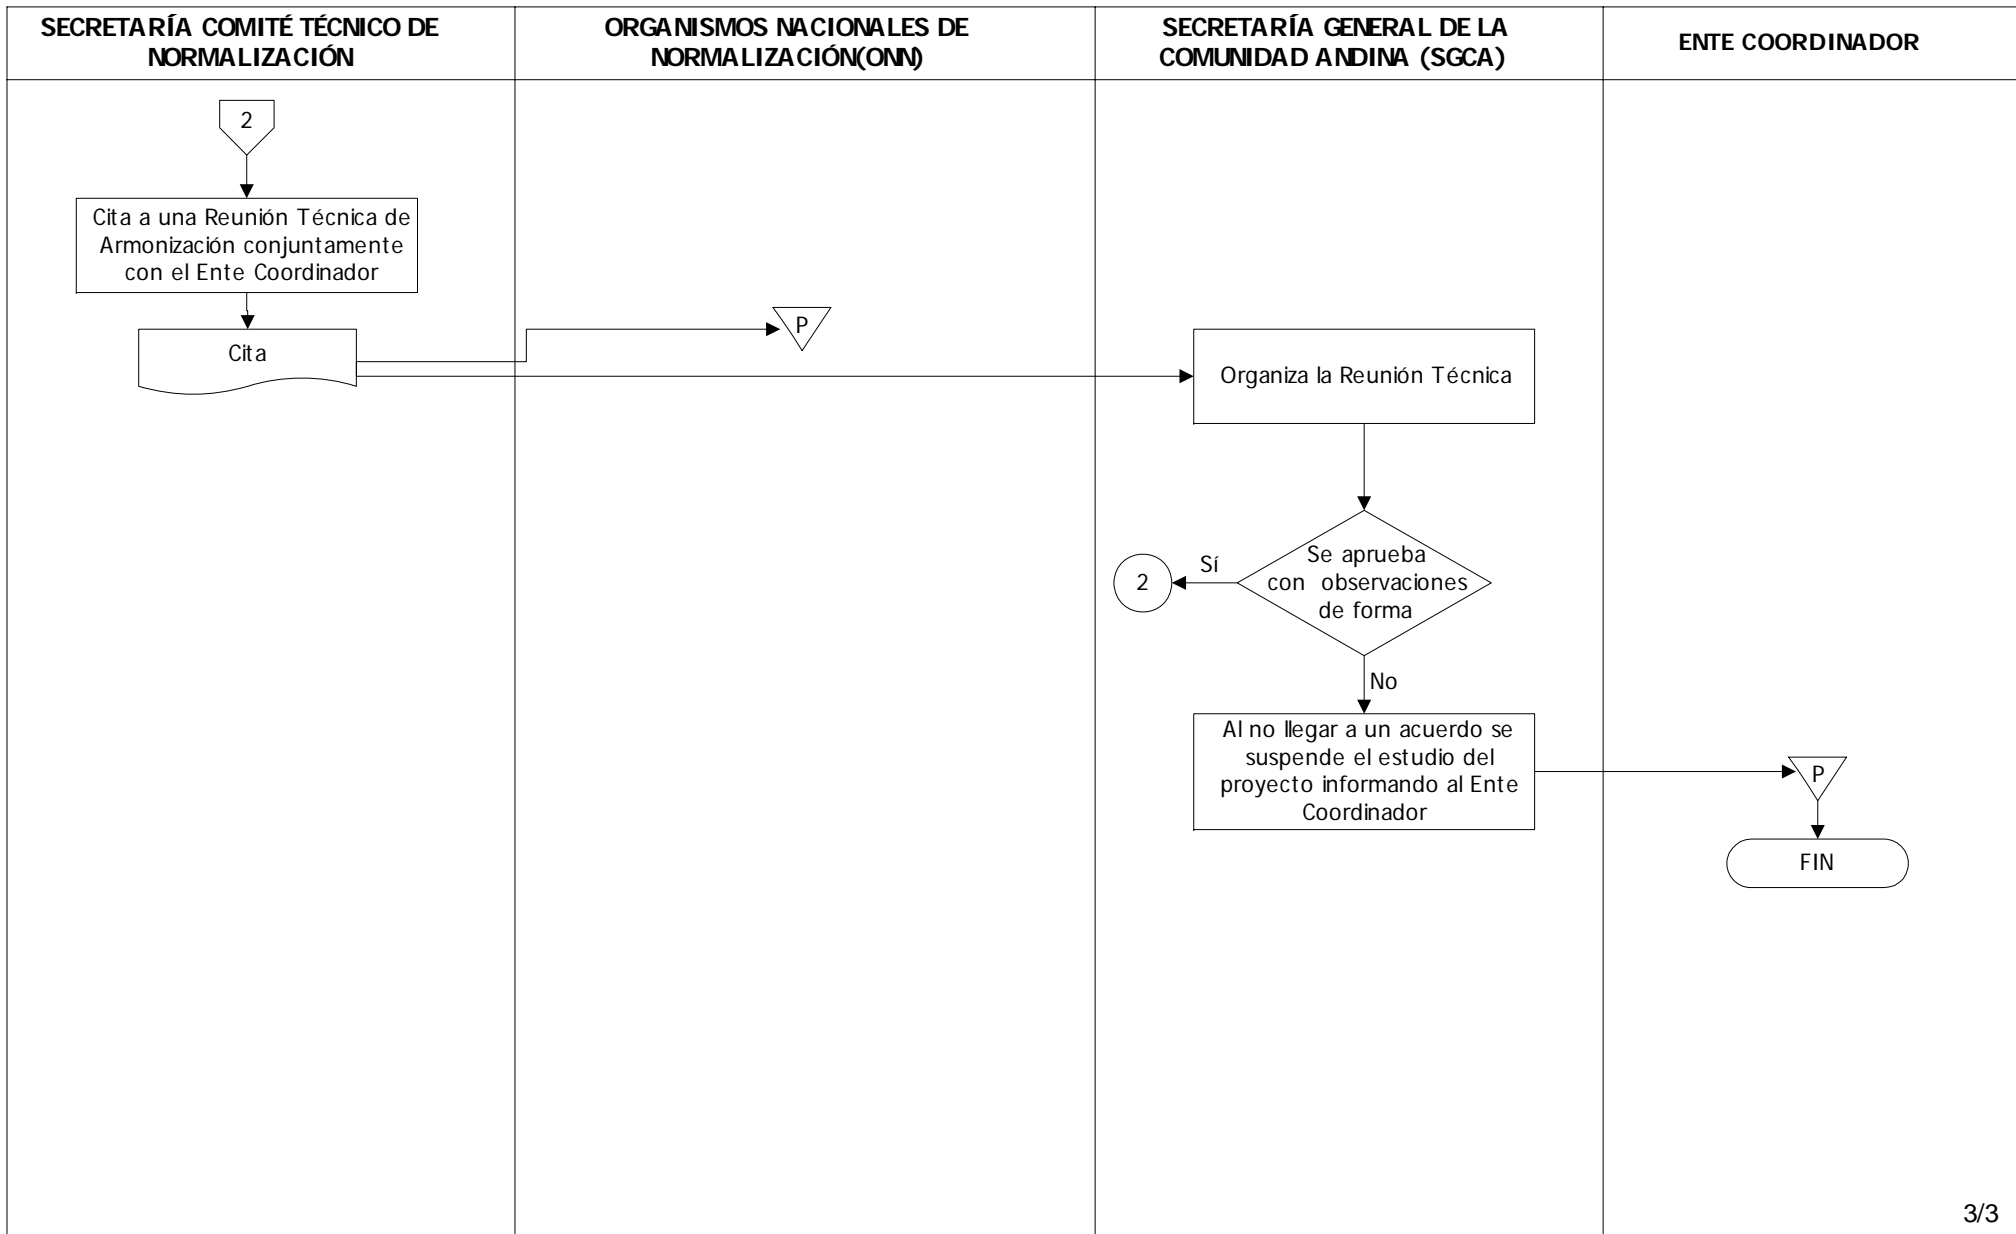 SECRETARÍA COMITÉ TÉCNICO DE
NORMALIZACIÓN
ORGANISMOS NACIONALES DE
NORMALIZACIÓN(ONN)
SECRETARÍA GENERAL DE LA
COMUNIDAD ANDINA (SGCA)
ENTE COORDINADOR
2
Cita a una Reunión Técnica de
Armonización conjuntamente
con el Ente Coordinador
Cita
P
Organiza la Reunión Técnica
Se aprueba
con observaciones
de forma
Sí
2
No
Al no llegar a un acuerdo se
suspende el estudio del
proyecto informando al Ente
Coordinador
P
FIN
3/3